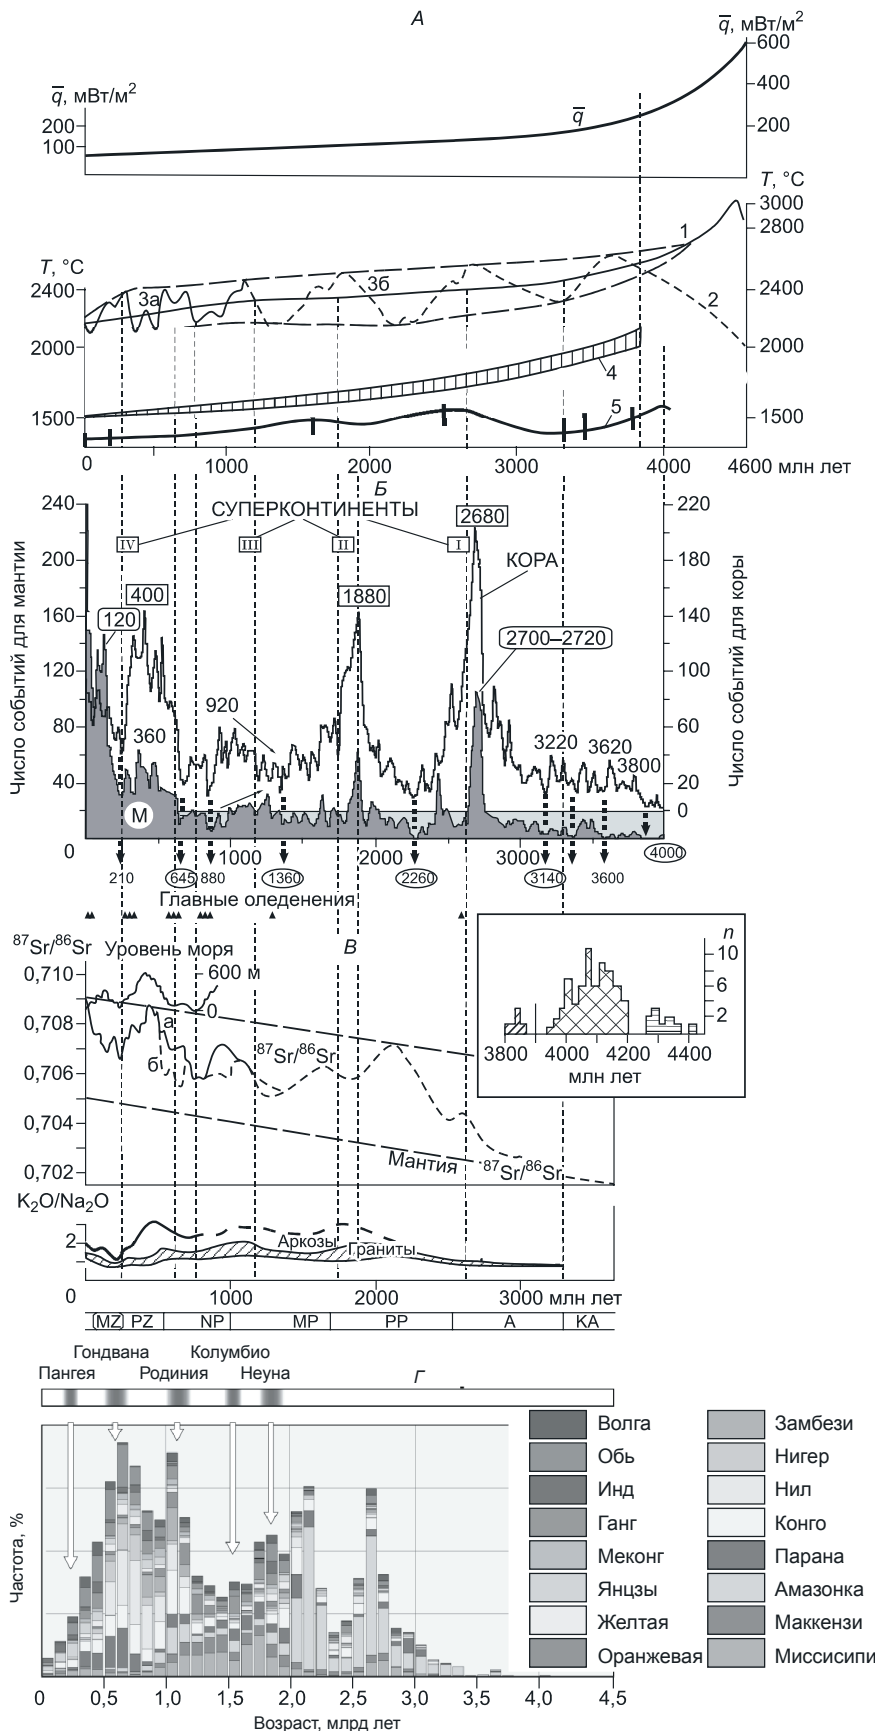 А
q̅, мВт/м²
600
400
200
q̅, мВт/м²
200
100
q̅
T, °C
3000
2800
2400
2000
1500
T, °C
2400
2000
1500
1
2
3а
3б
4
5
0 1000 2000 3000 4000 4600 млн лет
Б
СУПЕРКОНТИНЕНТЫ
IV III II I
Число событий для мантии
240
200
160
120
80
40
0
Число событий для коры
220
180
140
100
60
20
0
2680
КОРА
400
1880
120
2700–2720
920
360
3220
3620
3800
М
1000 2000 3000
4000
210 645 880 1360 2260 3140 3600
Главные оледенения
В
⁸⁷Sr/⁸⁶Sr
Уровень моря
600 м
0
0,710
0,708
0,706
0,704
0,702
а
б
⁸⁷Sr/⁸⁶Sr
Мантия ⁸⁷Sr/⁸⁶Sr
n
10
6
2
3800 4000 4200 4400
млн лет
K₂O/Na₂O
2
Аркозы
Граниты
0 1000 2000 3000 млн лет
MZ PZ NP MP PP A КА
Гондвана Колумбио
Пангея Родиния Неуна
Г
Частота, %
Волга
Обь
Инд
Ганг
Меконг
Янцзы
Желтая
Оранжевая
Замбези
Нигер
Нил
Конго
Парана
Амазонка
Маккензи
Миссисипи
0 0,5 1,0 1,5 2,0 2,5 3,0 3,5 4,0 4,5
Возраст, млрд лет